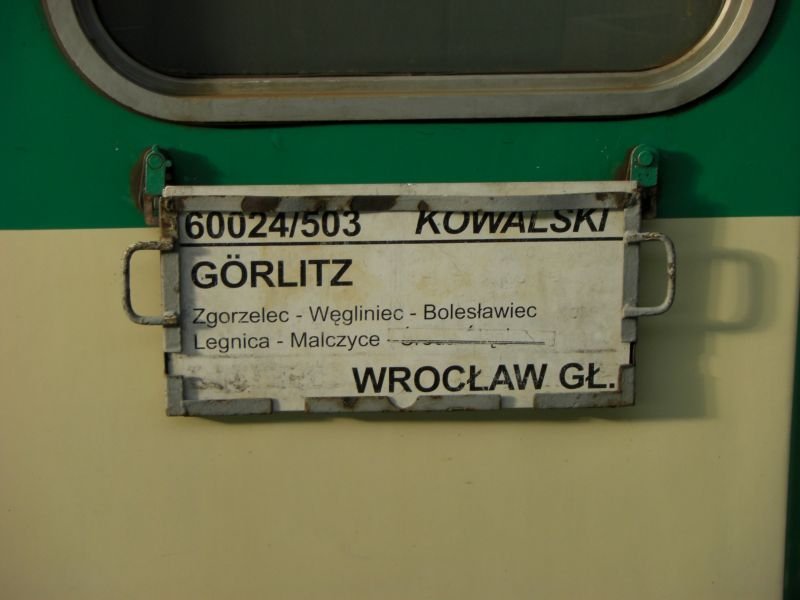 60024/503 KOWALSKI
GÖRLITZ
Zgorzelec - Węgliniec - Bolesławiec
Legnica - Malczyce -
WROCŁAW GŁ.